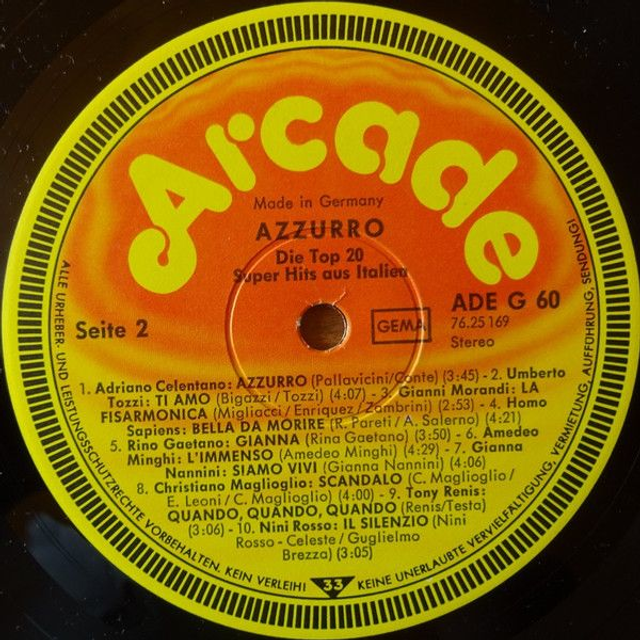 Arcade
Made in Germany
AZZURRO
Die Top 20
Super Hits aus Italien
Seite 2
GEMA
ADE G 60
76.25169
Stereo
1. Adriano Celentano: AZZURRO (Pallavicini/Conte) (3:45) - 2. Umberto
Tozzi: TI AMO (Bigazzi/Tozzi) (4:07) - 3. Gianni Morandi: LA
FISARMONICA (Migliacci/Enriquez/Zambrini) (2:53) - 4. Homo
Sapiens: BELLA DA MORIRE (R. Pareti/A. Salerno) (4:21)
5. Rino Gaetano: GIANNA (Rina Gaetano) (3:50) - 6. Amedeo
Minghi: L'IMMENSO (Amedeo Minghi) (4:29) - 7. Gianna
Nannini: SIAMO VIVI (Gianna Nannini) (4:06)
8. Christiano Maglioglio: SCANDALO (C. Maglioglio/
E. Leoni/C. Maglioglio) (4:00) - 9. Tony Renis:
QUANDO, QUANDO, QUANDO (Renis/Testa)
(3:06) - 10. Nini Rosso: IL SILENZIO (Nini
Rosso - Celeste/Guglielmo
Brezza) (3:05)
ALLE URHEBER- UND LEISTUNGSSCHUTZRECHTE VORBEHALTEN. KEIN VERLEIH! 33 KEINE UNERLAUBTE VERVIELFÄLTIGUNG, VERMIETUNG, AUFFÜHRUNG, SENDUNG!